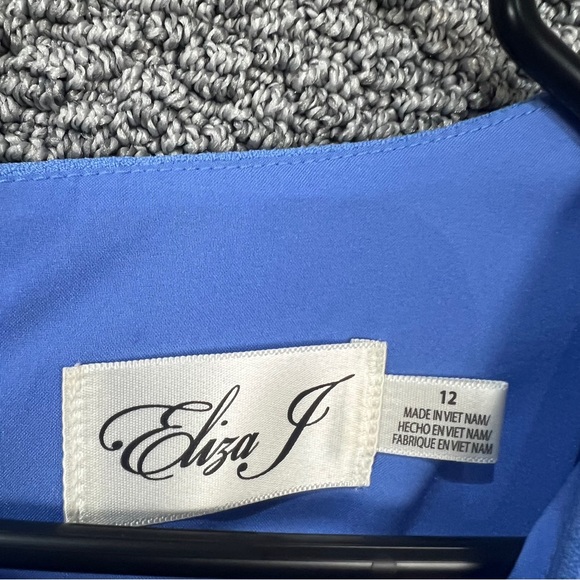 Eliza J
12
MADE IN VIET NAM/
HECHO EN VIET NAM/
FABRIQUE EN VIET NAM